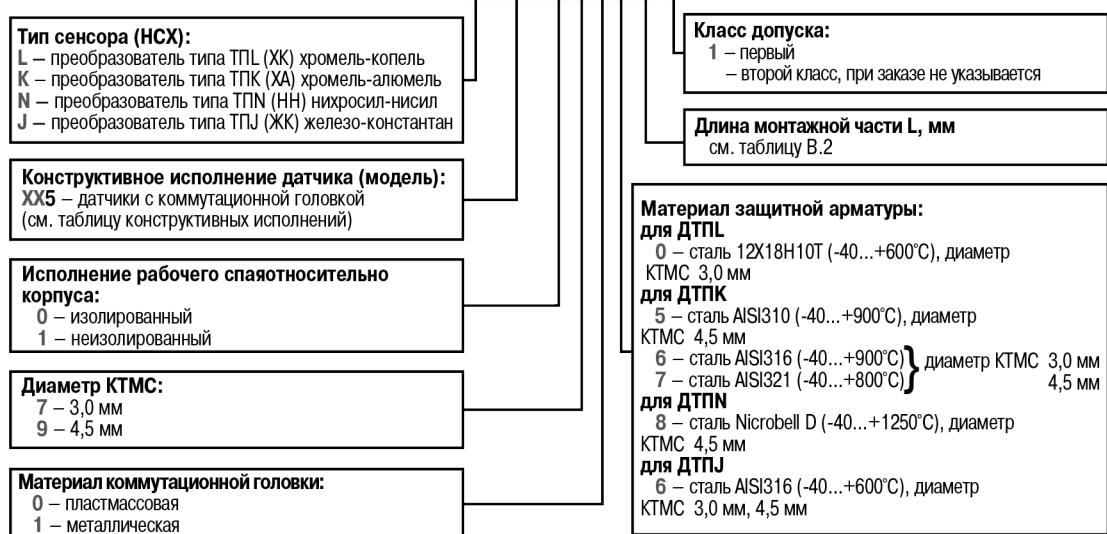 Тип сенсора (НСХ):
L – преобразователь типа ТПL (ХК) хромель-копель
K – преобразователь типа ТПК (ХА) хромель-алюмель
N – преобразователь типа ТПN (НН) нихросил-нисил
J – преобразователь типа ТПJ (ЖК) железо-константан
Конструктивное исполнение датчика (модель):
XX5 – датчики с коммутационной головкой
(см. таблицу конструктивных исполнений)
Исполнение рабочего спаяотносительно
корпуса:
0 – изолированный
1 – неизолированный
Диаметр КТМС:
7 – 3,0 мм
9 – 4,5 мм
Материал коммутационной головки:
0 – пластмассовая
1 – металлическая
Класс допуска:
1 – первый
– второй класс, при заказе не указывается
Длина монтажной части L, мм
см. таблицу В.2
Материал защитной арматуры:
для ДТПL
0 – сталь 12Х18Н10Т (-40...+600°С), диаметр
КТМС 3,0 мм
для ДТПК
5 – сталь AISI310 (-40...+900°С), диаметр
КТМС 4,5 мм
6 – сталь AISI316 (-40...+900°С)} диаметр КТМС 3,0 мм
7 – сталь AISI321 (-40...+800°С) 4,5 мм
для ДТПN
8 – сталь Nicrobell D (-40...+1250°С), диаметр
КТМС 4,5 мм
для ДТПJ
6 – сталь AISI316 (-40...+600°С), диаметр
КТМС 3,0 мм, 4,5 мм